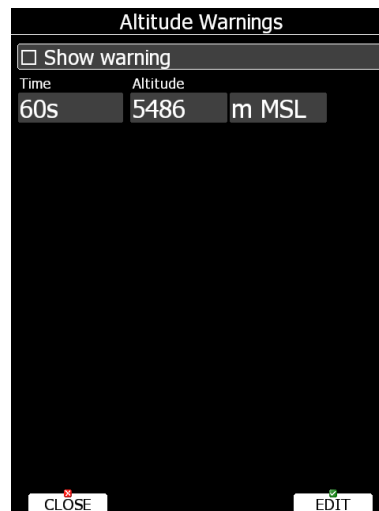 Altitude Warnings
Show warning
Time Altitude
60s 5486 m MSL
CLOSE EDIT